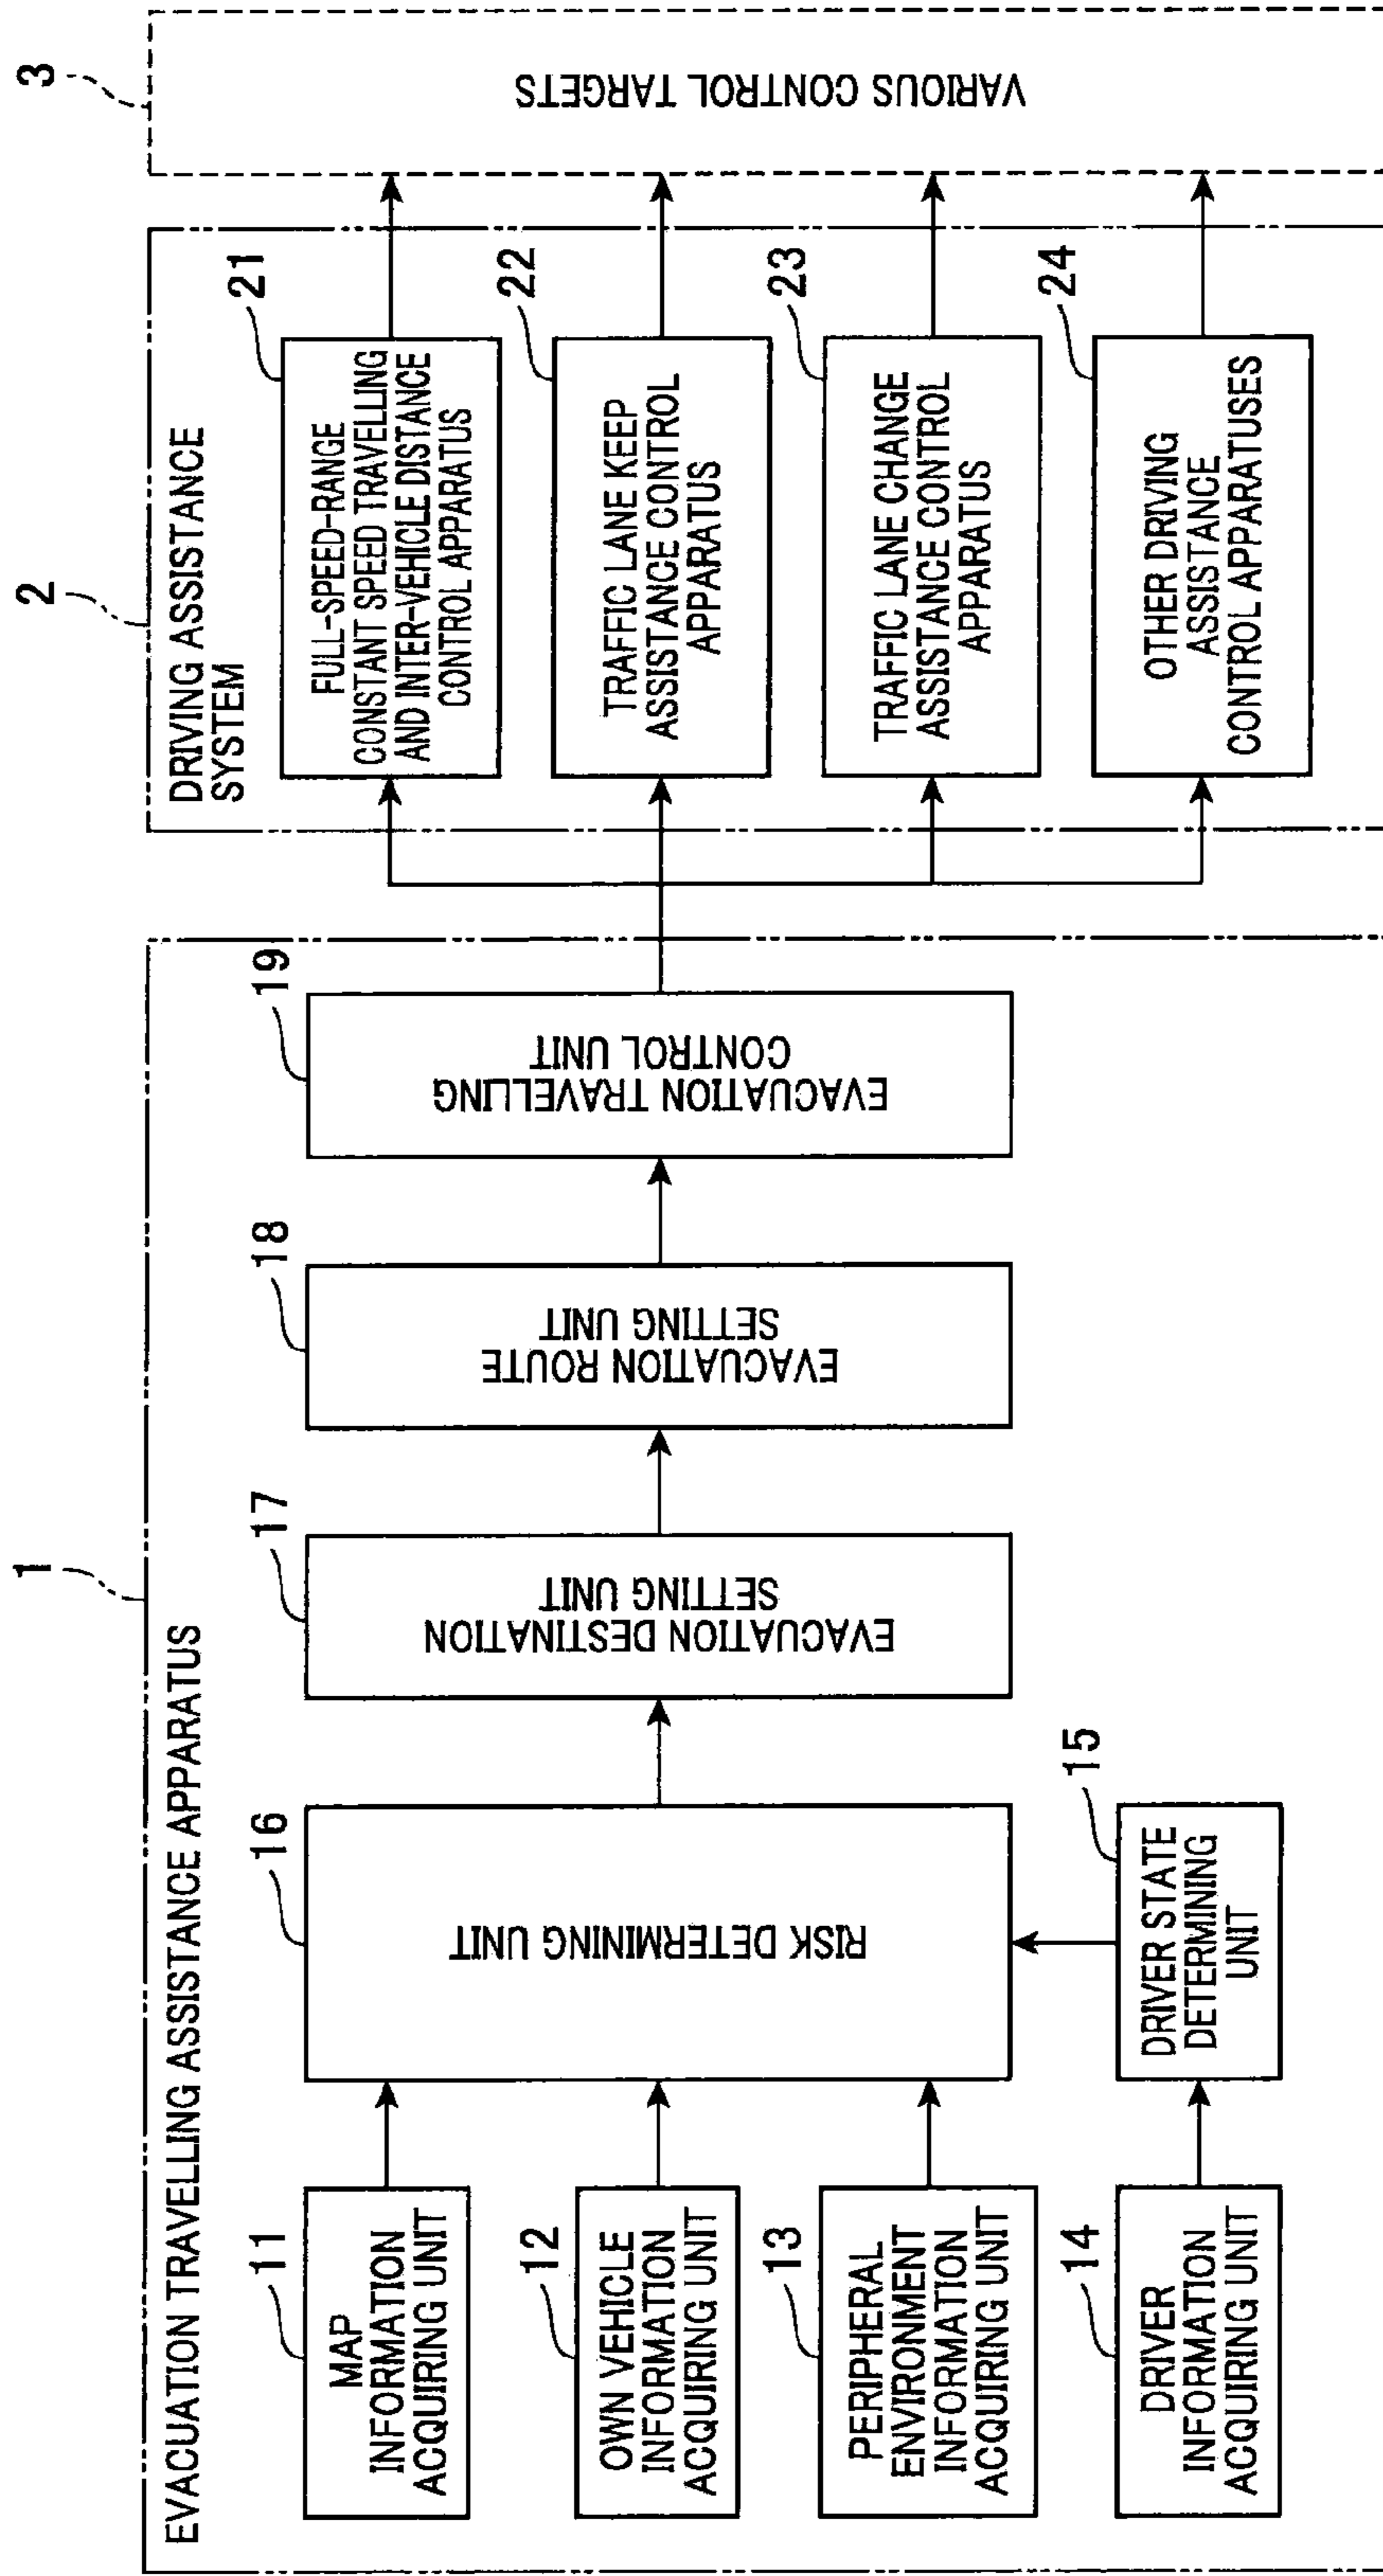 EVACUATION TRAVELLING ASSISTANCE APPARATUS
1
11
MAP
INFORMATION
ACQUIRING UNIT
12
OWN VEHICLE
INFORMATION
ACQUIRING UNIT
13
PERIPHERAL
ENVIRONMENT
INFORMATION
ACQUIRING UNIT
14
DRIVER
INFORMATION
ACQUIRING UNIT
15
DRIVER STATE
DETERMINING
UNIT
16
RISK DETERMINING UNIT
17
EVACUATION DESTINATION
SETTING UNIT
18
EVACUATION ROUTE
SETTING UNIT
19
EVACUATION TRAVELLING
CONTROL UNIT
2
DRIVING ASSISTANCE
SYSTEM
21
FULL-SPEED-RANGE
CONSTANT SPEED TRAVELLING
AND INTER-VEHICLE DISTANCE
CONTROL APPARATUS
22
TRAFFIC LANE KEEP
ASSISTANCE CONTROL
APPARATUS
23
TRAFFIC LANE CHANGE
ASSISTANCE CONTROL
APPARATUS
24
OTHER DRIVING
ASSISTANCE
CONTROL APPARATUSES
3
VARIOUS CONTROL TARGETS